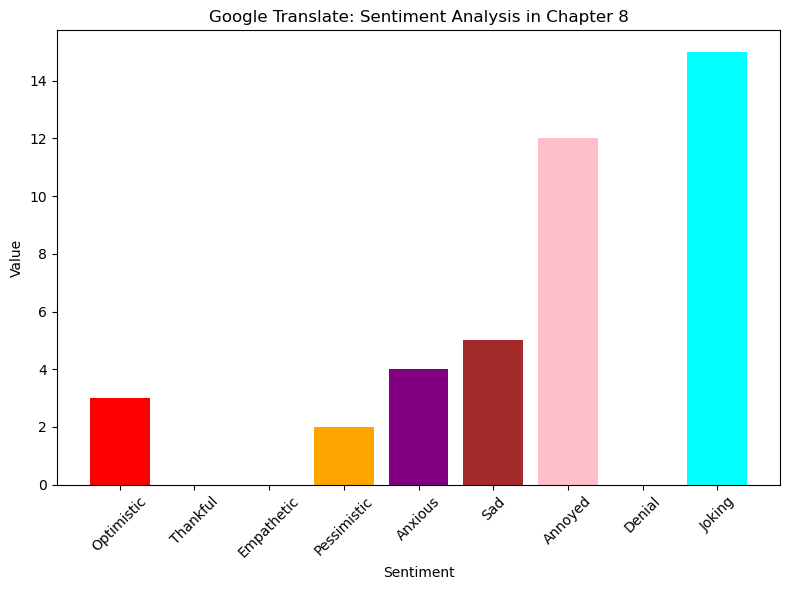 Google Translate: Sentiment Analysis in Chapter 8
Value
14
12
10
8
6
4
2
0
Optimistic
Thankful
Empathetic
Pessimistic
Anxious
Sad
Annoyed
Denial
Joking
Sentiment